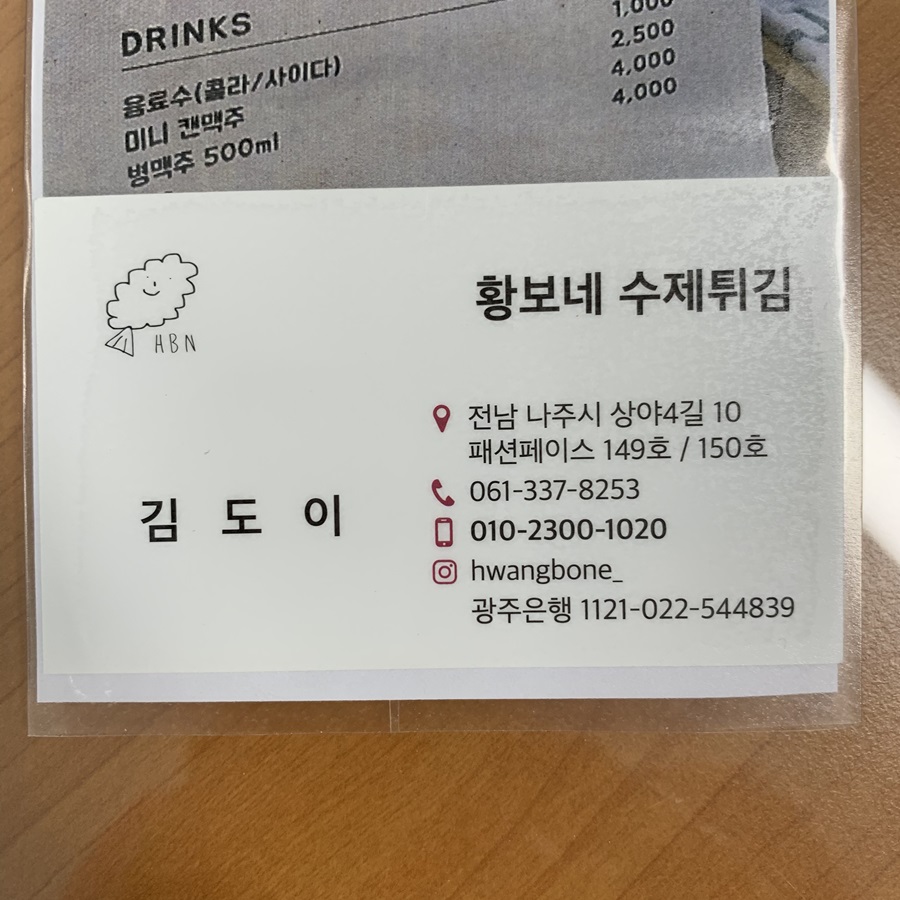 DRINKS
1,000
음료수(콜라/사이다) 2,500
미니 캔맥주 4,000
병맥주 500ml 4,000
HBN
황보네 수제튀김
김 도 이
전남 나주시 상야4길 10
패션페이스 149호 / 150호
061-337-8253
010-2300-1020
hwangbone_
광주은행 1121-022-544839